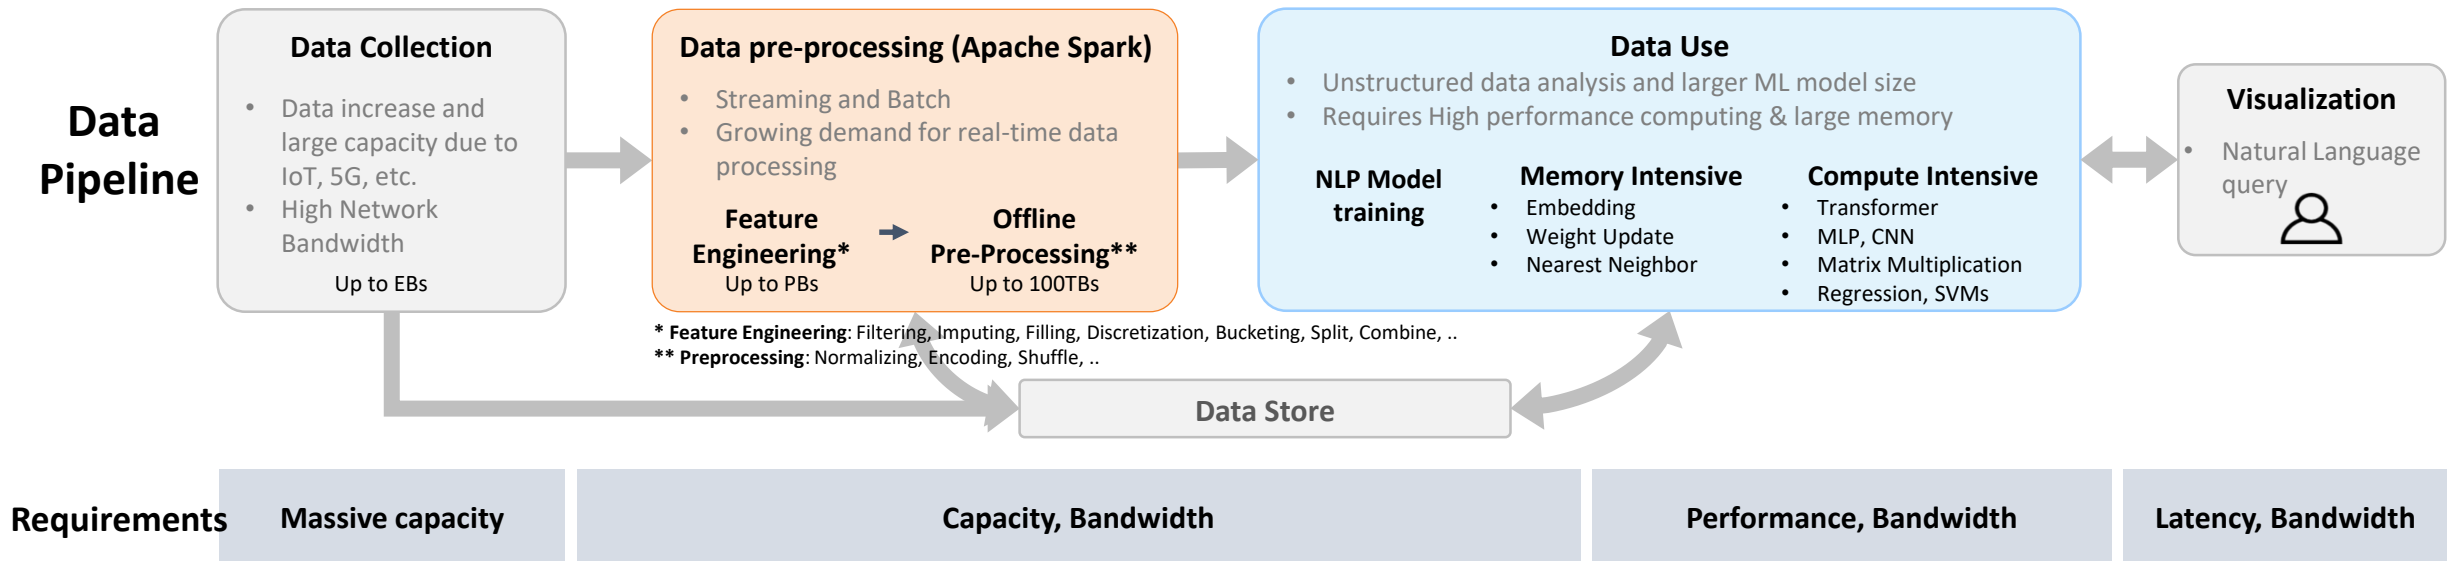 Data
Pipeline
Data Collection
• Data increase and
large capacity due to
IoT, 5G, etc.
• High Network
Bandwidth
Up to EBs
Data pre-processing (Apache Spark)
• Streaming and Batch
• Growing demand for real-time data
processing
Feature
Engineering*
Up to PBs
Offline
Pre-Processing**
Up to 100TBs
* Feature Engineering: Filtering, Imputing, Filling, Discretization, Bucketing, Split, Combine, ..
** Preprocessing: Normalizing, Encoding, Shuffle, ..
Data Use
• Unstructured data analysis and larger ML model size
• Requires High performance computing & large memory
NLP Model
training
Memory Intensive
• Embedding
• Weight Update
• Nearest Neighbor
Compute Intensive
• Transformer
• MLP, CNN
• Matrix Multiplication
• Regression, SVMs
Visualization
• Natural Language
query
Data Store
Requirements
Massive capacity
Capacity, Bandwidth
Performance, Bandwidth
Latency, Bandwidth